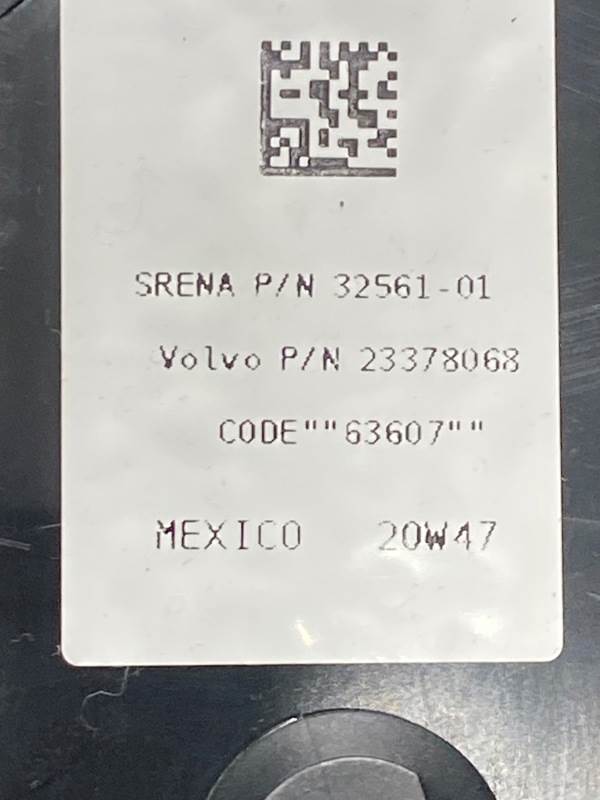 SRENA P/N 32561-01
Volvo P/N 23378068
CODE""63607""
MEXICO 20W47